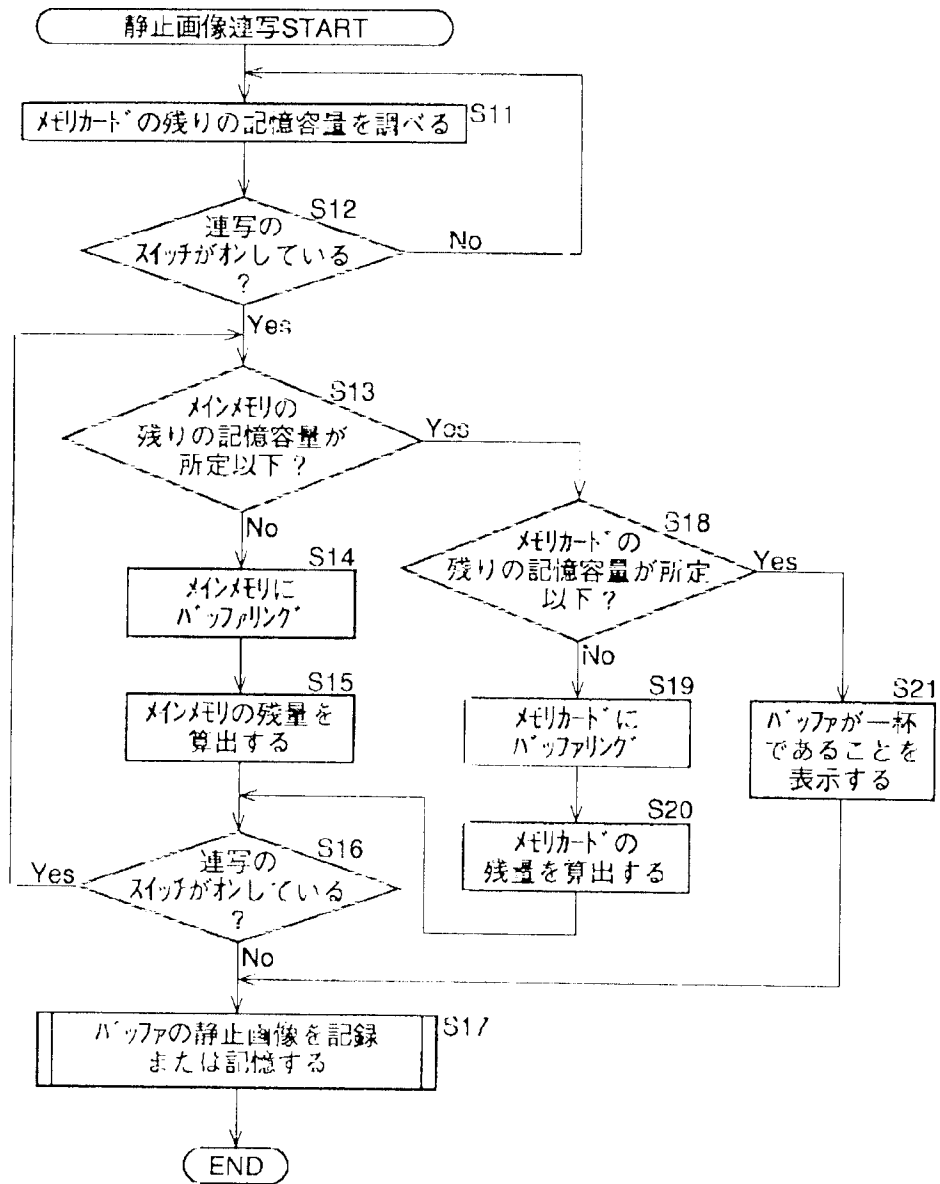 静止画像連写START
メモリカードの残りの記憶容量を調べる
S11
S12
連写の
スイッチがオンしている
?
No
Yes
S13
メインメモリの
残りの記憶容量が
所定以下?
Yes
No
S18
メモリカードの
残りの記憶容量が所定
以下?
Yes
No
S14
メインメモリに
バッファリング
S15
メインメモリの残量を
算出する
S19
メモリカードに
バッファリング
S21
バッファが一杯
であることを
表示する
S20
メモリカードの
残量を算出する
S16
連写の
スイッチがオンしている
?
Yes
No
バッファの静止画像を記録
または記憶する
S17
END